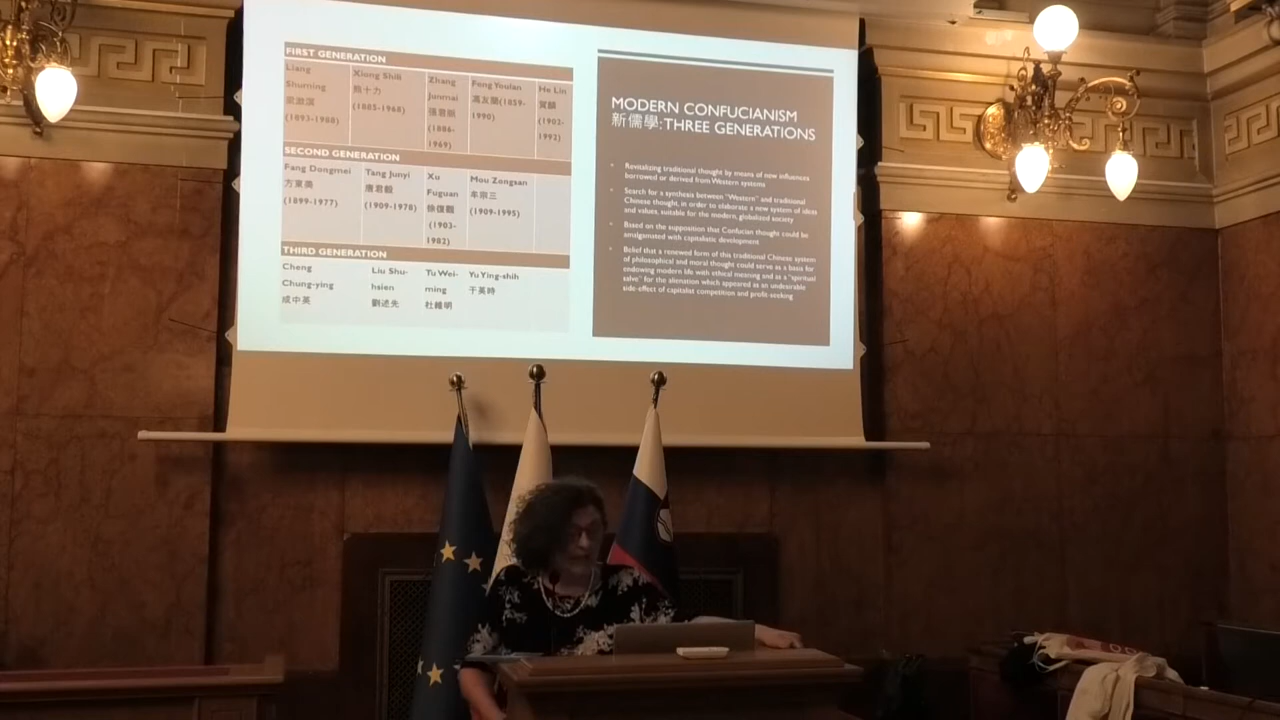 FIRST GENERATION
Liang
Shuming
梁漱溟
(1893-1988)
Xiong Shili
熊十力
(1885-1968)
Zhang
Junmai
張君勱
(1886-
1969)
Feng Youlan
馮友蘭(1859-
1990)
He Lin
賀麟
(1902-
1992)
SECOND GENERATION
Fang Dongmei
方東美
(1899-1977)
Tang Junyi
唐君毅
(1909-1978)
Xu
Fuguan
徐復觀
(1903-
1982)
Mou Zongsan
牟宗三
(1909-1995)
THIRD GENERATION
Cheng
Chung-ying
成中英
Liu Shu-
hsien
劉述先
Tu Wei-
ming
杜維明
Yu Ying-shih
于英時
MODERN CONFUCIANISM
新儒學: THREE GENERATIONS
Revitalizing traditional thought by means of new influences
borrowed or derived from Western systems
Search for a synthesis between "Western" and traditional
Chinese thought, in order to elaborate a new system of ideas
and values, suitable for the modern, globalized society
Based on the supposition that Confucian thought could be
amalgamated with capitalistic development
Belief that a renewed form of this traditional Chinese system
of philosophical and moral thought could serve as a basis for
endowing modern life with ethical meaning and as a "spiritual
salve" for the alienation which appeared as an undesirable
side-effect of capitalist competition and profit-seeking